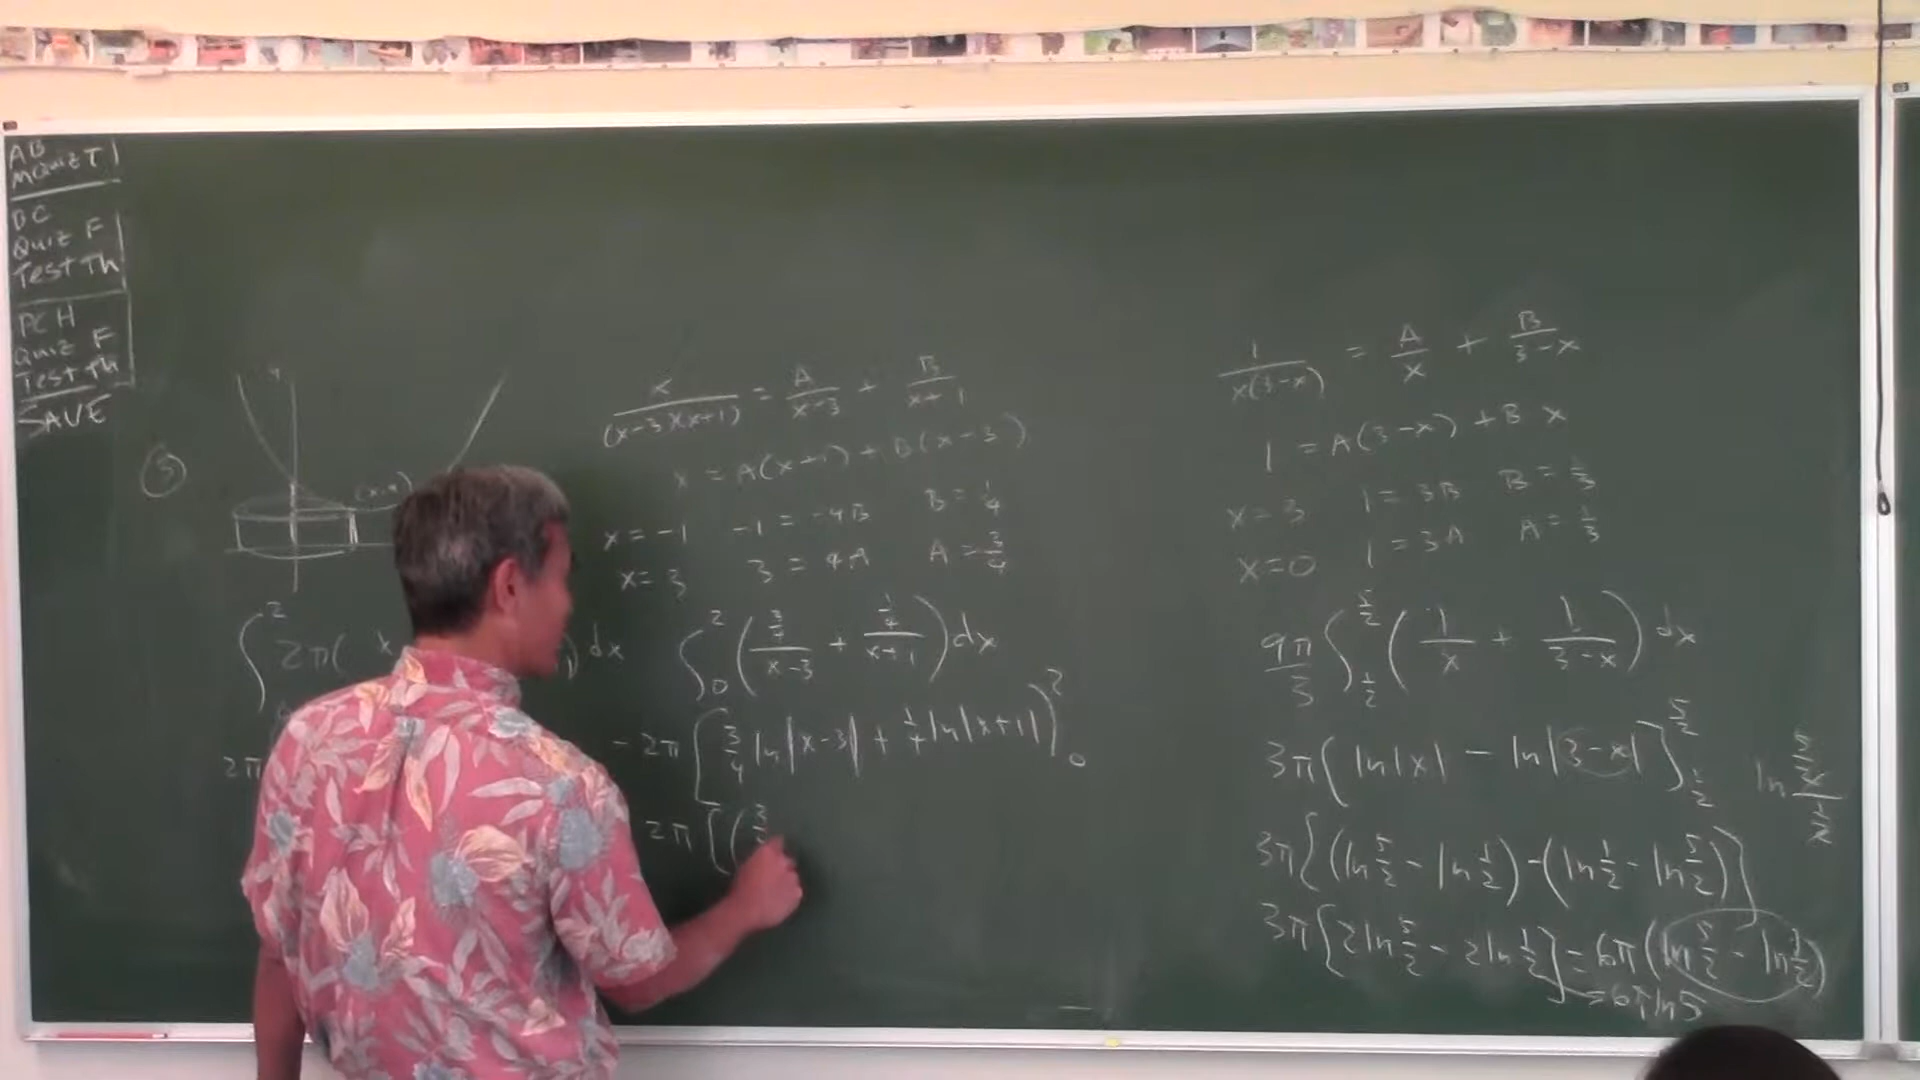 AB
MQuiz T
BC
Quiz F
Test Th
PCH
Quiz F
Test Th
SAVE
③
∫ 2 2π( x dx
2π
x/((x-3)(x+1)) = A/(x-3) + B/(x+1)
x = A(x+1) + B(x-3)
x = -1 -1 = -4B B = 1/4
x = 3 3 = 4A A = 3/4
∫₀² ( (3/4)/(x-3) + (1/4)/(x+1) ) dx
-2π [ 3/4 ln|x-3| + 1/4 ln|x+1| ]₀²
2π [ ( 3
1/(x(3-x)) = A/x + B/(3-x)
1 = A(3-x) + B x
x = 3 1 = 3B B = 1/3
x = 0 1 = 3A A = 1/3
9π/3 ∫_{1/2}^{5/2} ( 1/x + 1/(3-x) ) dx
3π [ ln|x| - ln|3-x| ]_{1/2}^{5/2}
ln
3π { (ln 5/2 - ln 1/2) - (ln 1/2 - ln 5/2) }
3π [ 2 ln 5/2 - 2 ln 1/2 ] = 6π ( ln 5/2 - ln 1/2 )
= 6π ln 5